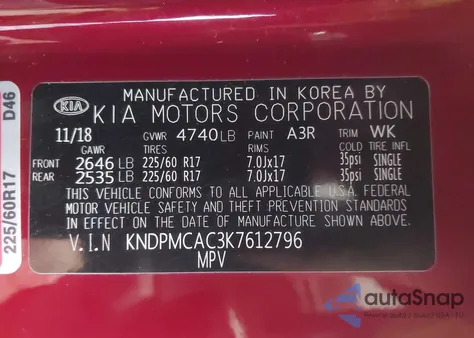 D46
225/60R17
MANUFACTURED IN KOREA BY
KIA KIA MOTORS CORPORATION
11/18 GVWR 4740LB PAINT A3R TRIM WK
GAWR TIRES RIMS COLD TIRE INFL
FRONT 2646 LB 225/60 R17 7.0Jx17 35psi SINGLE
REAR 2535 LB 225/60 R17 7.0Jx17 35psi SINGLE
THIS VEHICLE CONFORMS TO ALL APPLICABLE U.S.A. FEDERAL
MOTOR VEHICLE SAFETY AND THEFT PREVENTION STANDARDS IN
EFFECT ON THE DATE OF MANUFACTURE SHOWN ABOVE.
V.I.N KNDPMCAC3K7612796
MPV
autoSnap